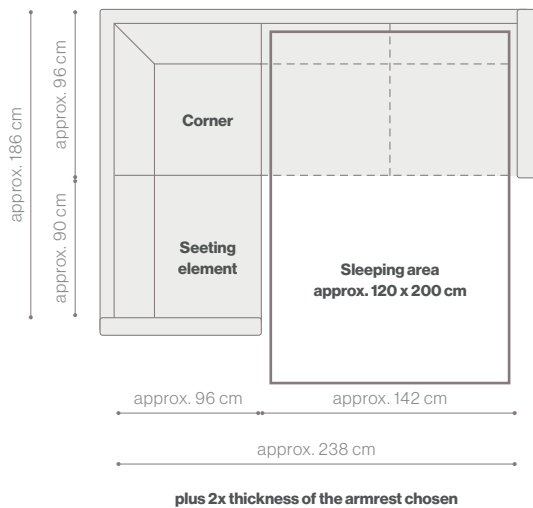 approx. 186 cm
approx. 96 cm
approx. 90 cm
Corner
Seeting
element
Sleeping area
approx. 120 x 200 cm
approx. 96 cm
approx. 142 cm
approx. 238 cm
plus 2x thickness of the armrest chosen